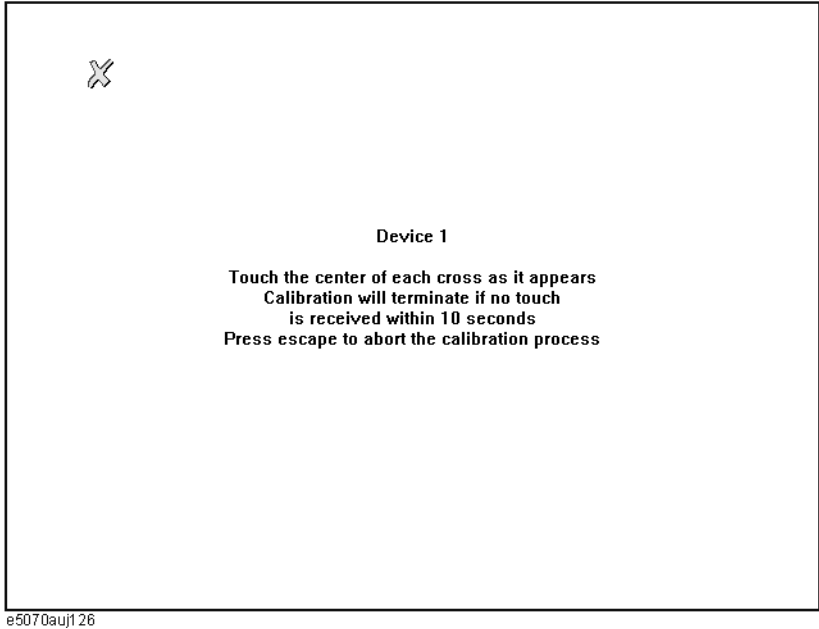 Device 1
Touch the center of each cross as it appears
Calibration will terminate if no touch
is received within 10 seconds
Press escape to abort the calibration process
e5070auj126